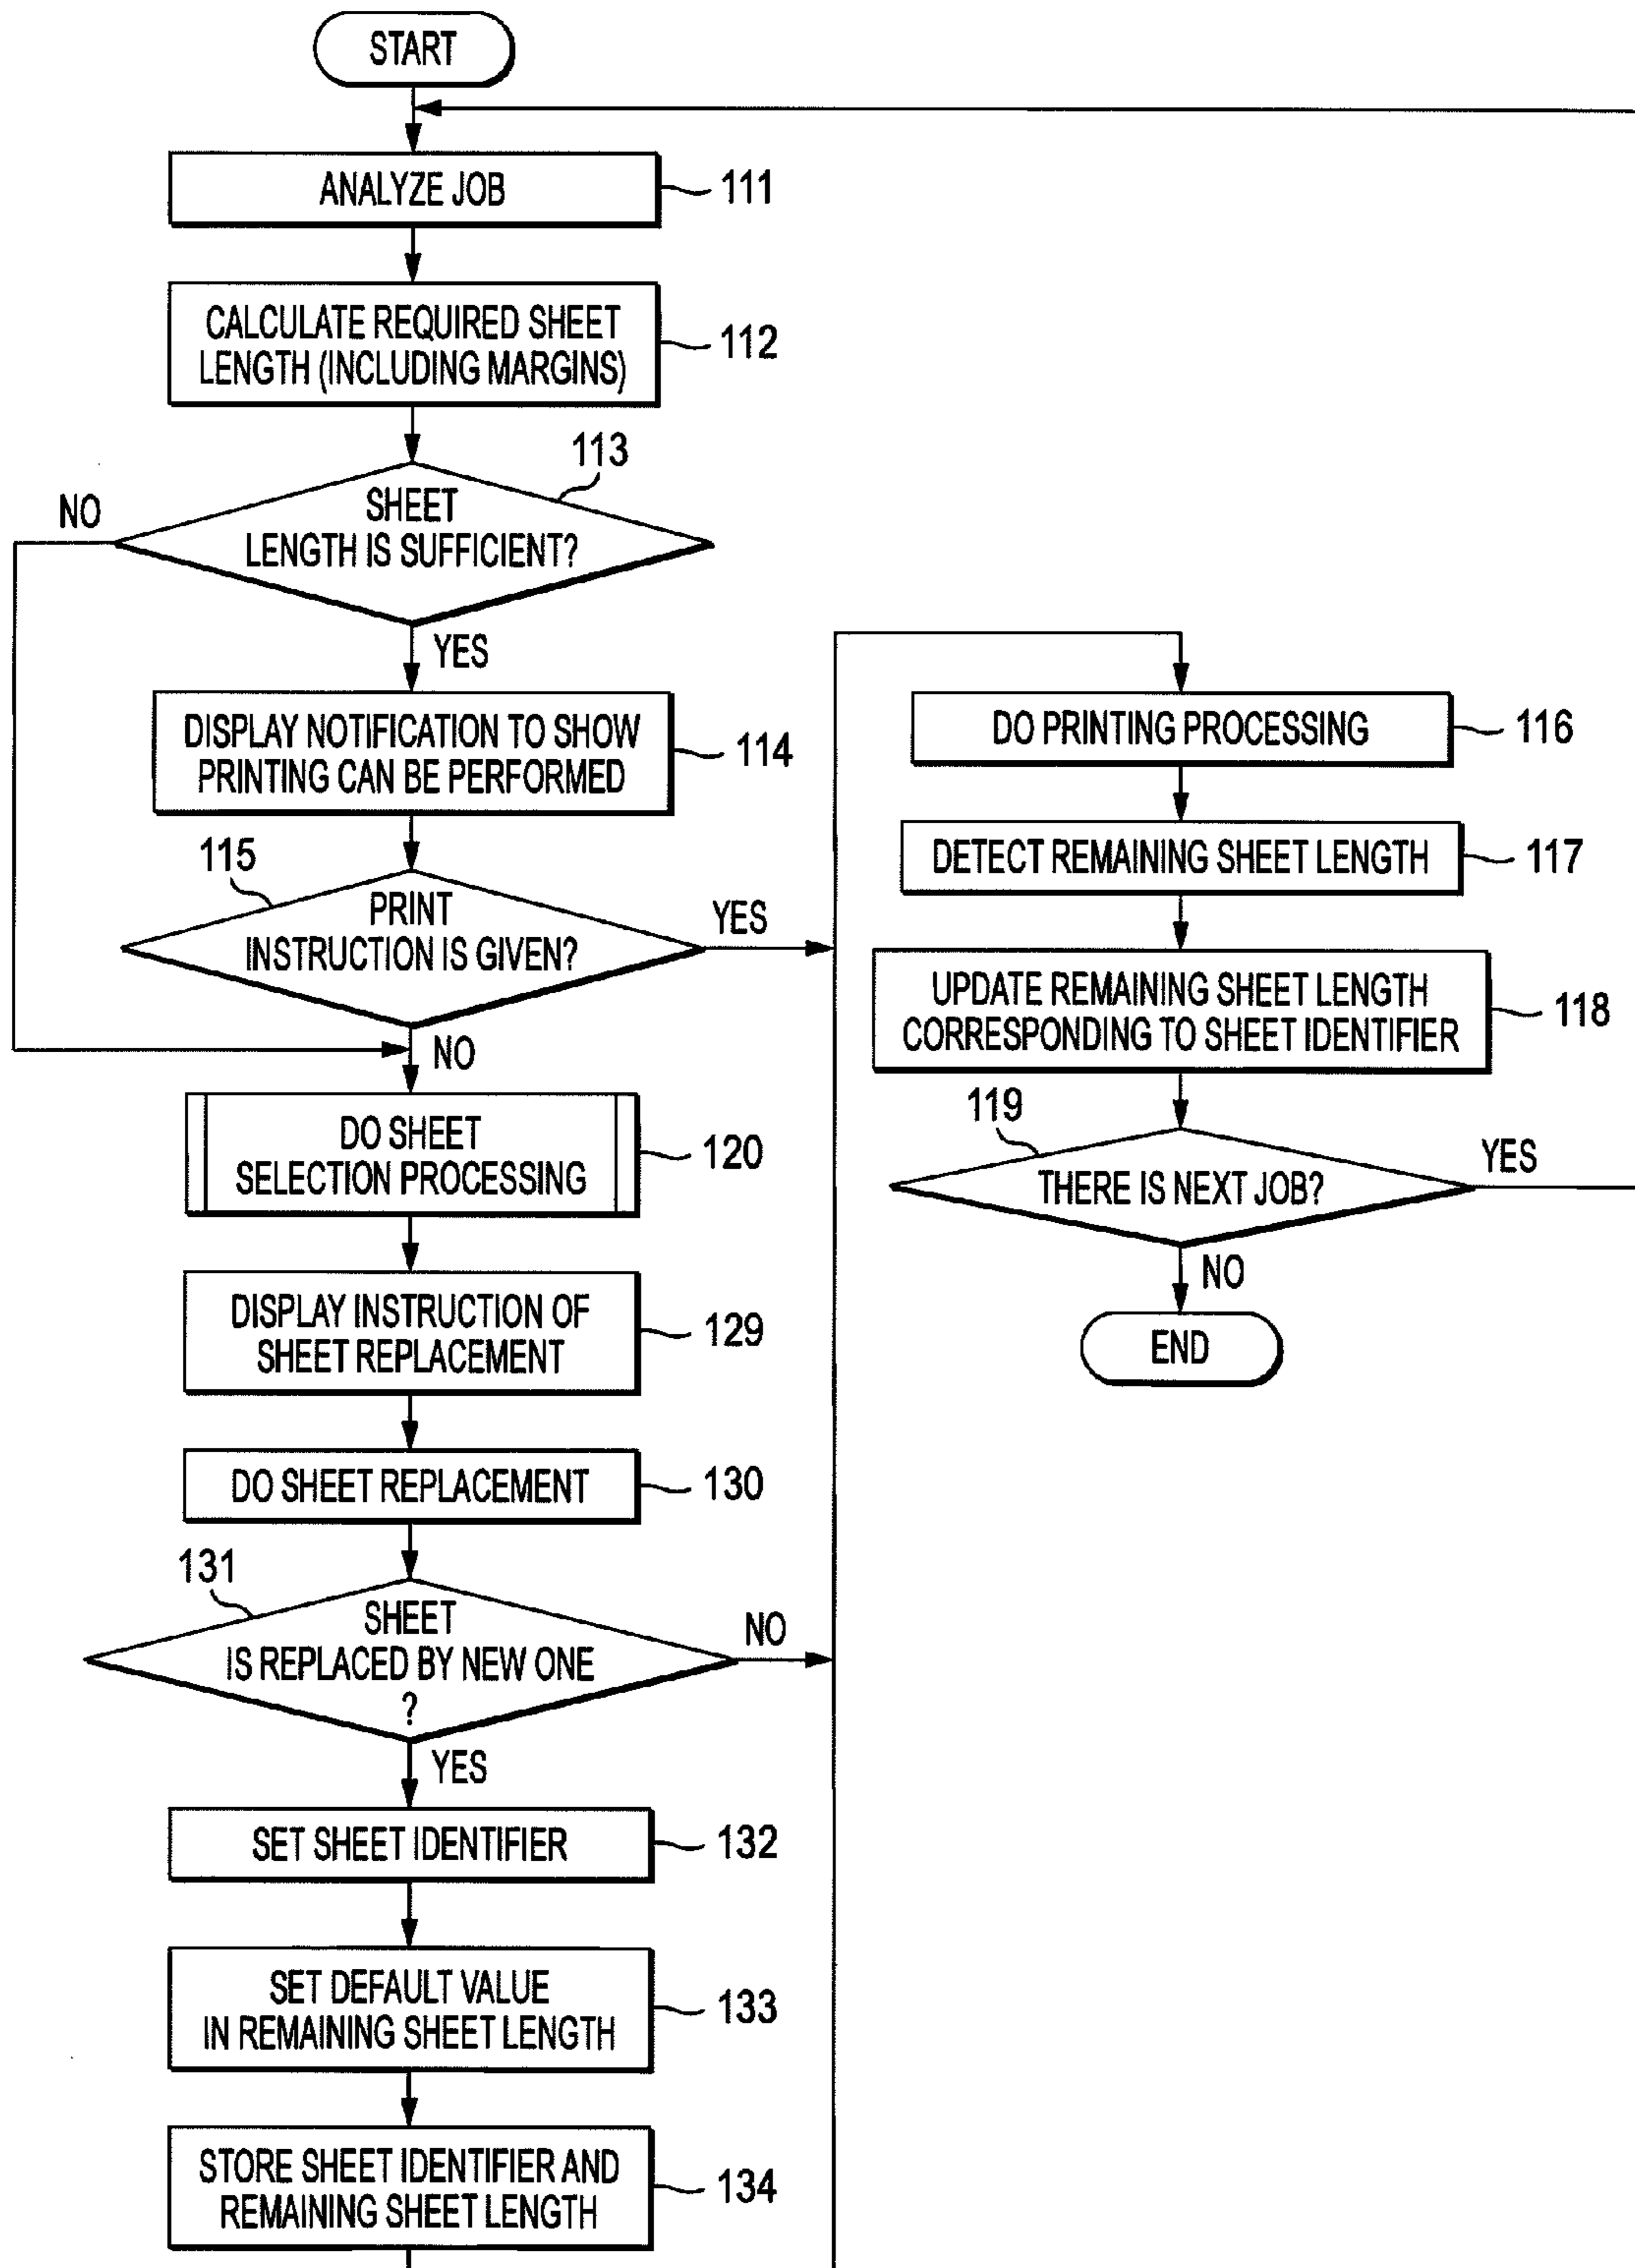 START
ANALYZE JOB
111
CALCULATE REQUIRED SHEET
LENGTH (INCLUDING MARGINS)
112
113
SHEET
LENGTH IS SUFFICIENT?
NO
YES
DISPLAY NOTIFICATION TO SHOW
PRINTING CAN BE PERFORMED
114
115
PRINT
INSTRUCTION IS GIVEN?
YES
NO
DO SHEET
SELECTION PROCESSING
120
DISPLAY INSTRUCTION OF
SHEET REPLACEMENT
129
DO SHEET REPLACEMENT
130
131
SHEET
IS REPLACED BY NEW ONE
?
NO
YES
SET SHEET IDENTIFIER
132
SET DEFAULT VALUE
IN REMAINING SHEET LENGTH
133
STORE SHEET IDENTIFIER AND
REMAINING SHEET LENGTH
134
DO PRINTING PROCESSING
116
DETECT REMAINING SHEET LENGTH
117
UPDATE REMAINING SHEET LENGTH
CORRESPONDING TO SHEET IDENTIFIER
118
119
THERE IS NEXT JOB?
YES
NO
END